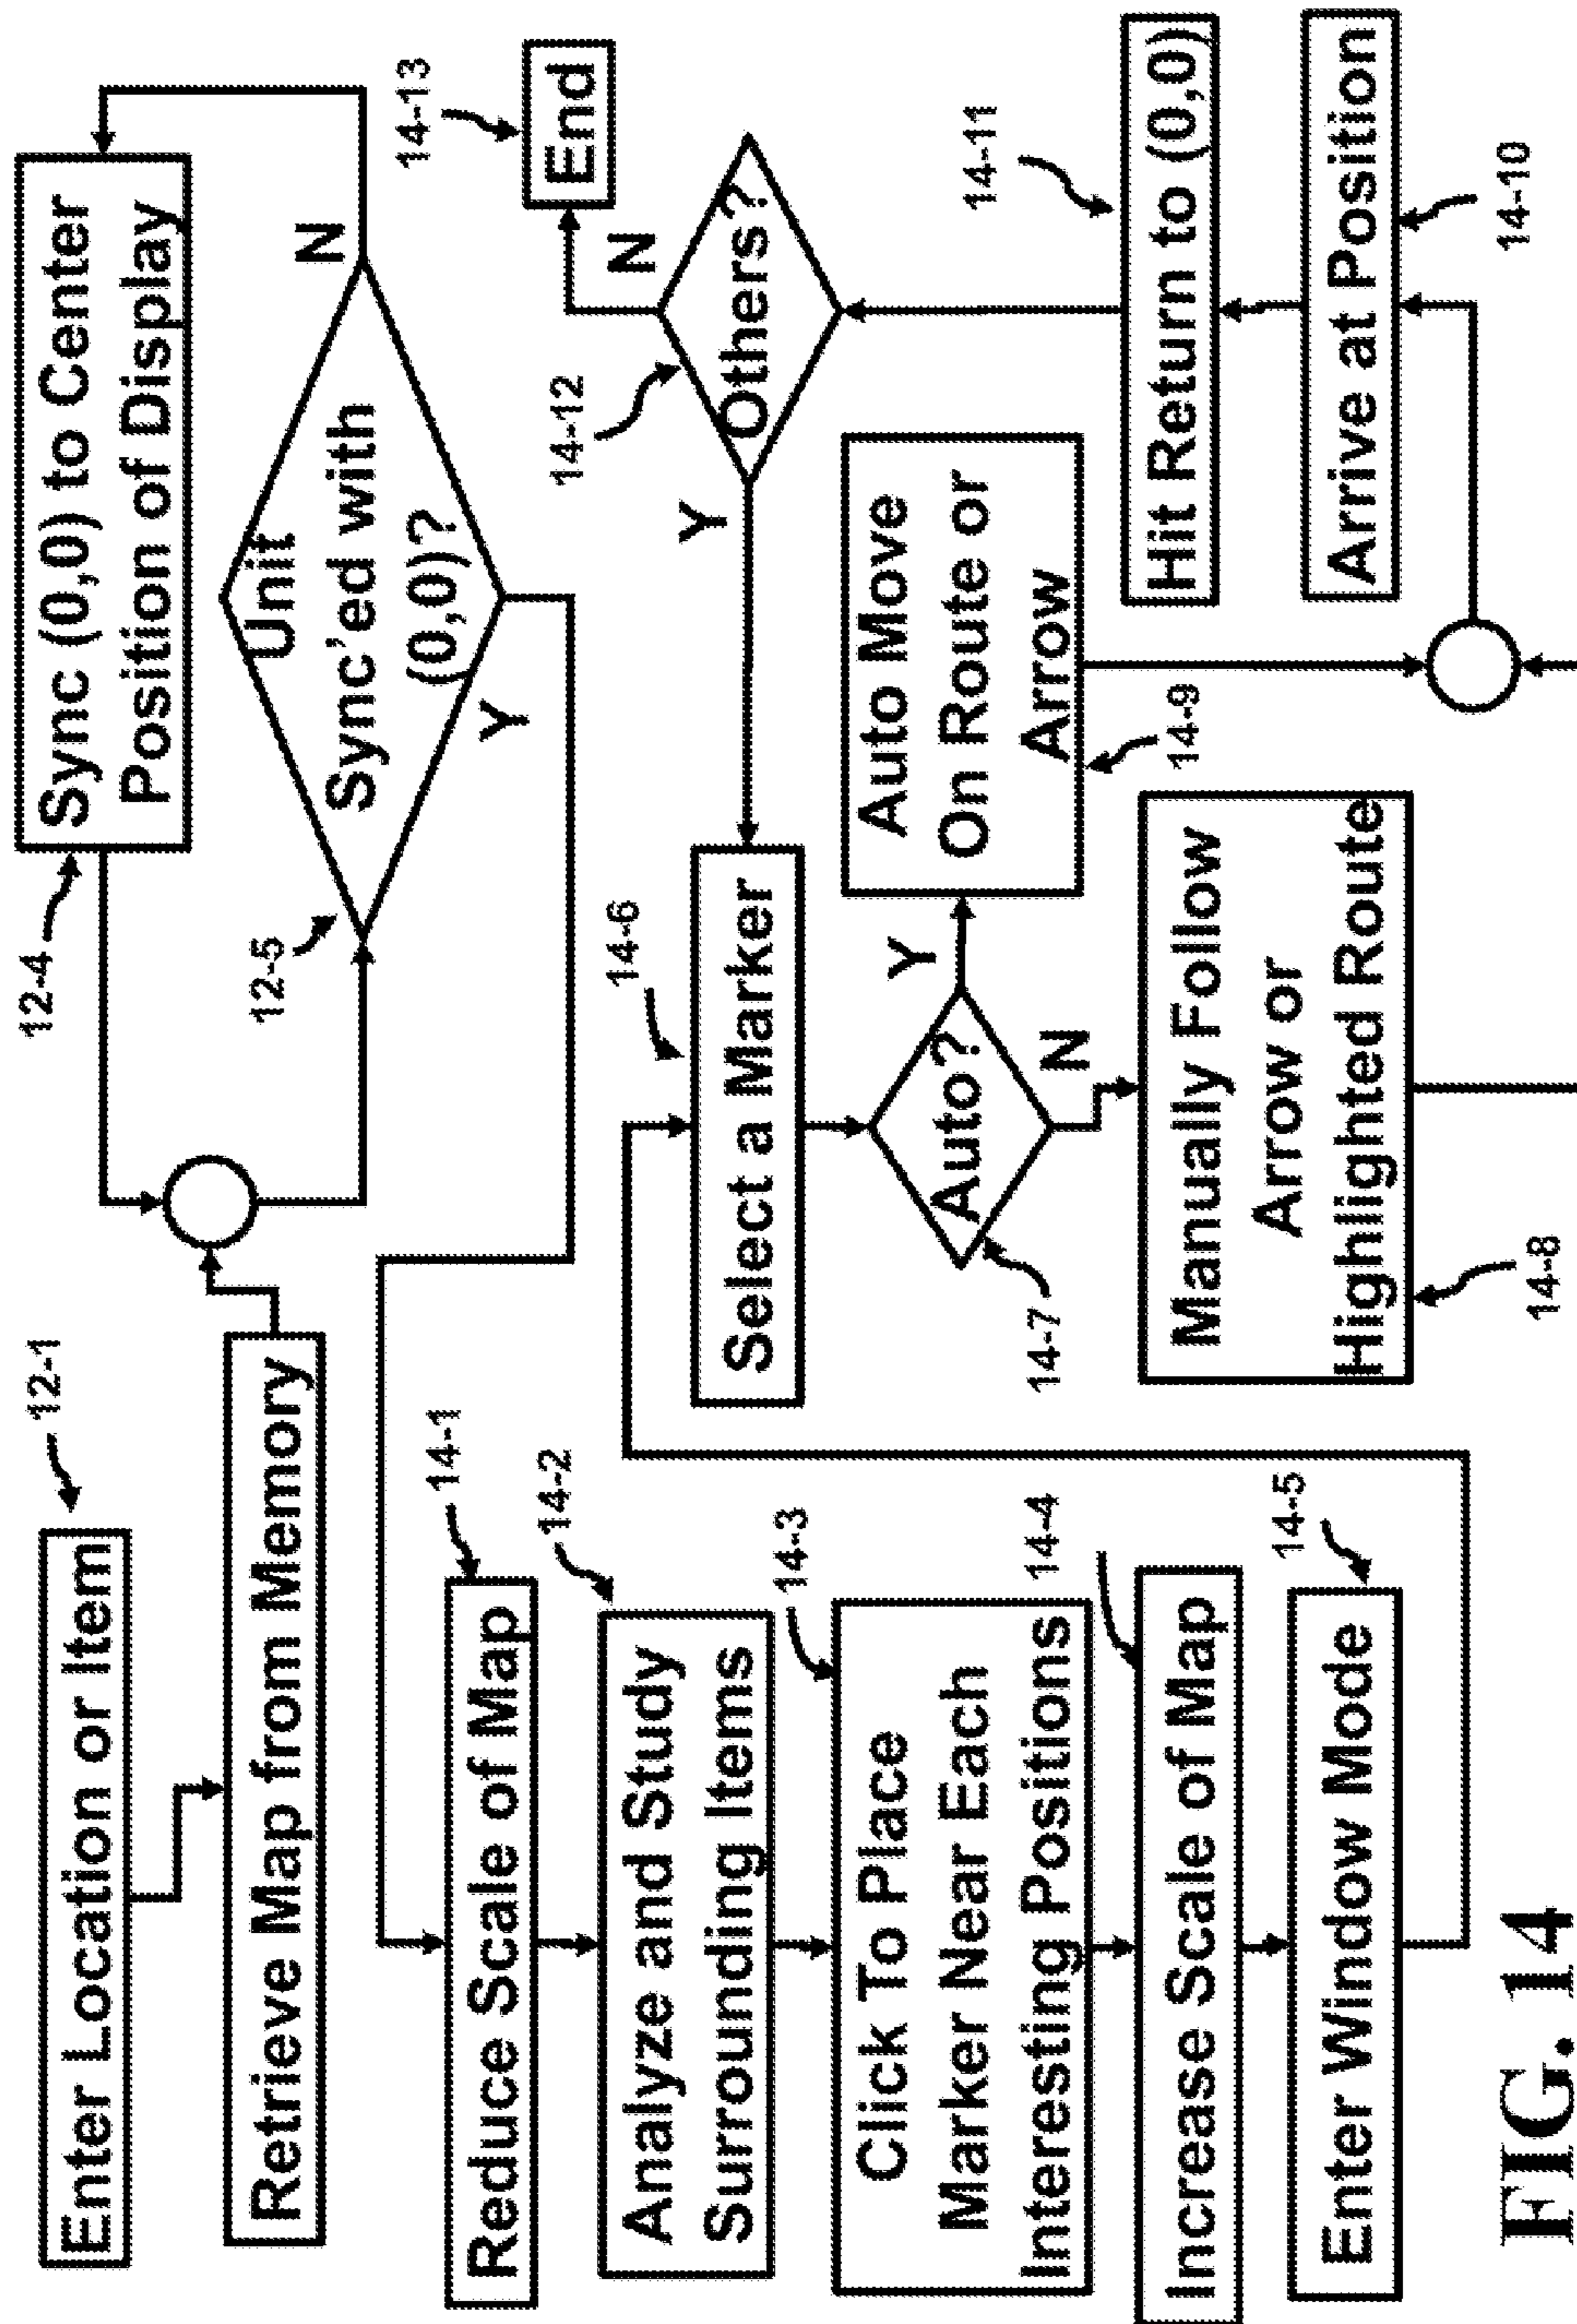 12-1
Enter Location or Item
Retrieve Map from Memory
12-4
Sync (0,0) to Center
Position of Display
12-5
Unit
Sync'ed with
(0,0)?
N
Y
14-1
Reduce Scale of Map
14-2
Analyze and Study
Surrounding Items
14-3
Click To Place
Marker Near Each
Interesting Positions
14-4
Increase Scale of Map
14-5
Enter Window Mode
14-6
Select a Marker
14-7
Auto?
Y
N
14-8
Manually Follow
Arrow or
Highlighted Route
14-9
Auto Move
On Route or
Arrow
14-10
Arrive at Position
14-11
Hit Return to (0,0)
14-12
Others?
Y
N
14-13
End
FIG. 14